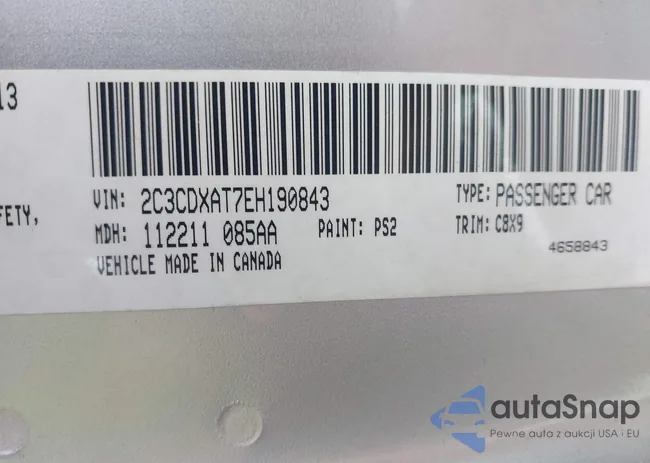 13
VIN: 2C3CDXAT7EH190843
TYPE: PASSENGER CAR
FETY,
MDH: 112211 085AA
PAINT: PS2
TRIM: C8X9
VEHICLE MADE IN CANADA
4658843
autaSnap
Pewne auta z aukcji USA i EU